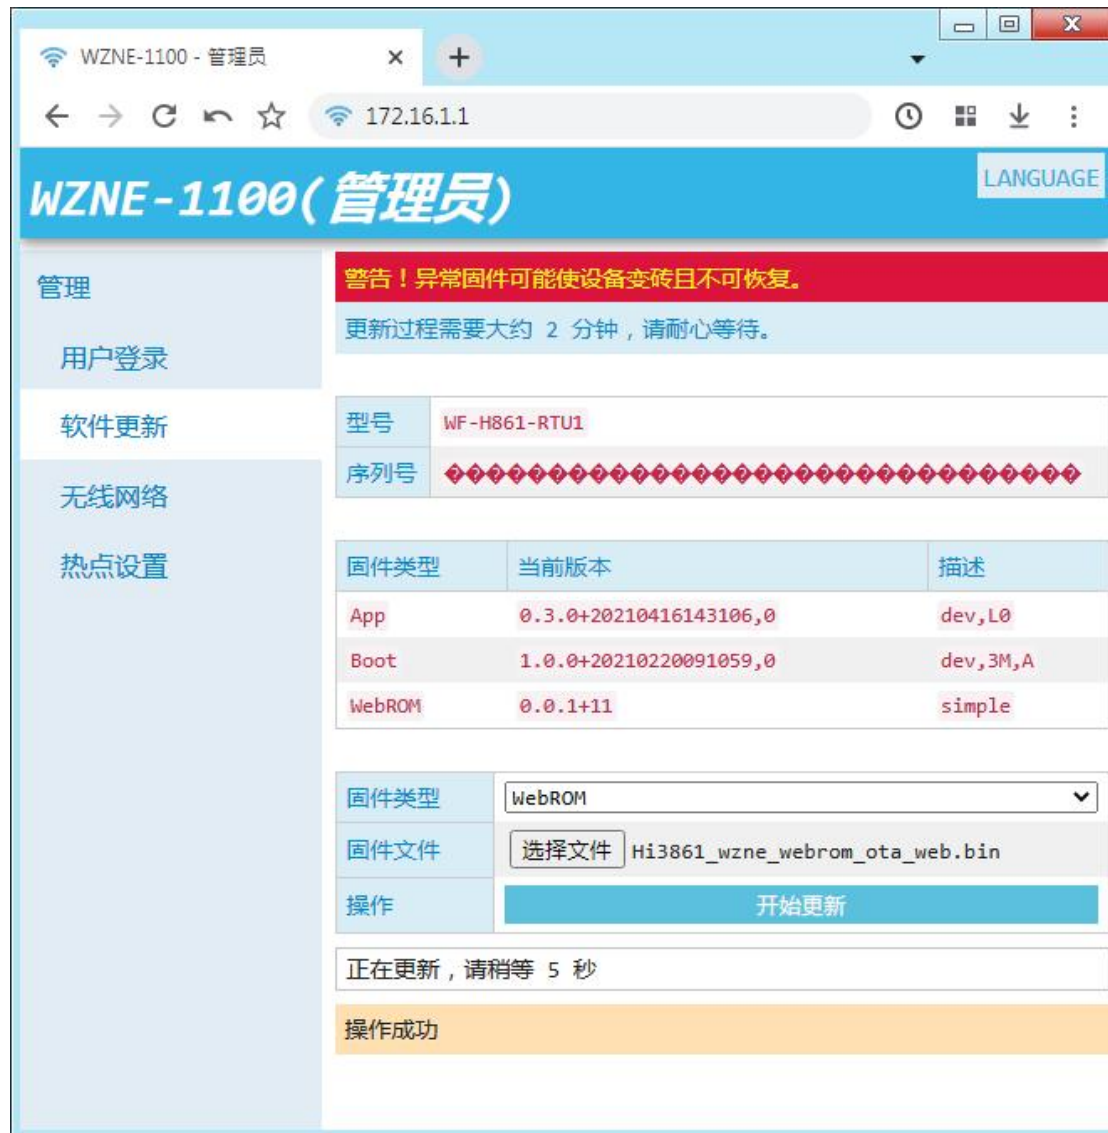 WZNE-1100 - 管理员
172.16.1.1
WZNE-1100(管理员)
LANGUAGE
管理
用户登录
软件更新
无线网络
热点设置
警告！异常固件可能使设备变砖且不可恢复。
更新过程需要大约 2 分钟，请耐心等待。
型号 WF-H861-RTU1
序列号 �������������������������������
固件类型 当前版本 描述
App 0.3.0+20210416143106,0 dev,L0
Boot 1.0.0+20210220091059,0 dev,3M,A
WebROM 0.0.1+11 simple
固件类型 WebROM
固件文件 选择文件 Hi3861_wzne_webrom_ota_web.bin
操作 开始更新
正在更新，请稍等 5 秒
操作成功